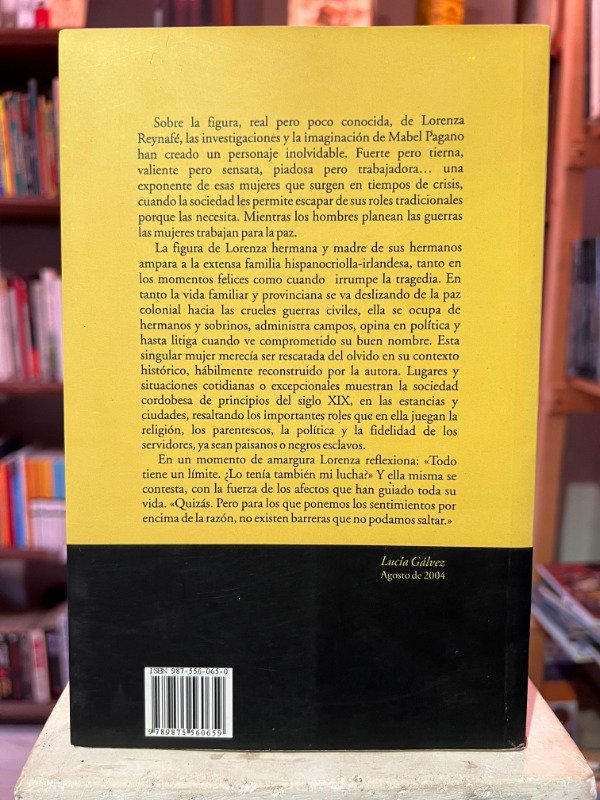 Sobre la figura, real pero poco conocida, de Lorenza
Reynafé, las investigaciones y la imaginación de Mabel Pagano
han creado un personaje inolvidable. Fuerte pero tierna,
valiente pero sensata, piadosa pero trabajadora... una
exponente de esas mujeres que surgen en tiempos de crisis,
cuando la sociedad les permite escapar de sus roles tradicionales
porque las necesita. Mientras los hombres planean las guerras
las mujeres trabajan para la paz.
La figura de Lorenza hermana y madre de sus hermanos
ampara a la extensa familia hispanocriolla-irlandesa, tanto en
los momentos felices como cuando irrumpe la tragedia. En
tanto la vida familiar y provinciana se va deslizando de la paz
colonial hacia las crueles guerras civiles, ella se ocupa de
hermanos y sobrinos, administra campos, opina en política y
hasta litiga cuando ve comprometido su buen nombre. Esta
singular mujer merecía ser rescatada del olvido en su contexto
histórico, hábilmente reconstruido por la autora. Lugares y
situaciones cotidianas o excepcionales muestran la sociedad
cordobesa de principios del siglo XIX, en las estancias y
ciudades, resaltando los importantes roles que en ella juegan la
religión, los parentescos, la política y la fidelidad de los
servidores, ya sean paisanos o negros esclavos.
En un momento de amargura Lorenza reflexiona: «Todo
tiene un límite. ¿Lo tenía también mi lucha?» Y ella misma se
contesta, con la fuerza de los afectos que han guiado toda su
vida. «Quizás. Pero para los que ponemos los sentimientos por
encima de la razón, no existen barreras que no podamos saltar.»
Lucía Gálvez
Agosto de 2004
ISBN 987-556-065-0
9 789875 560659